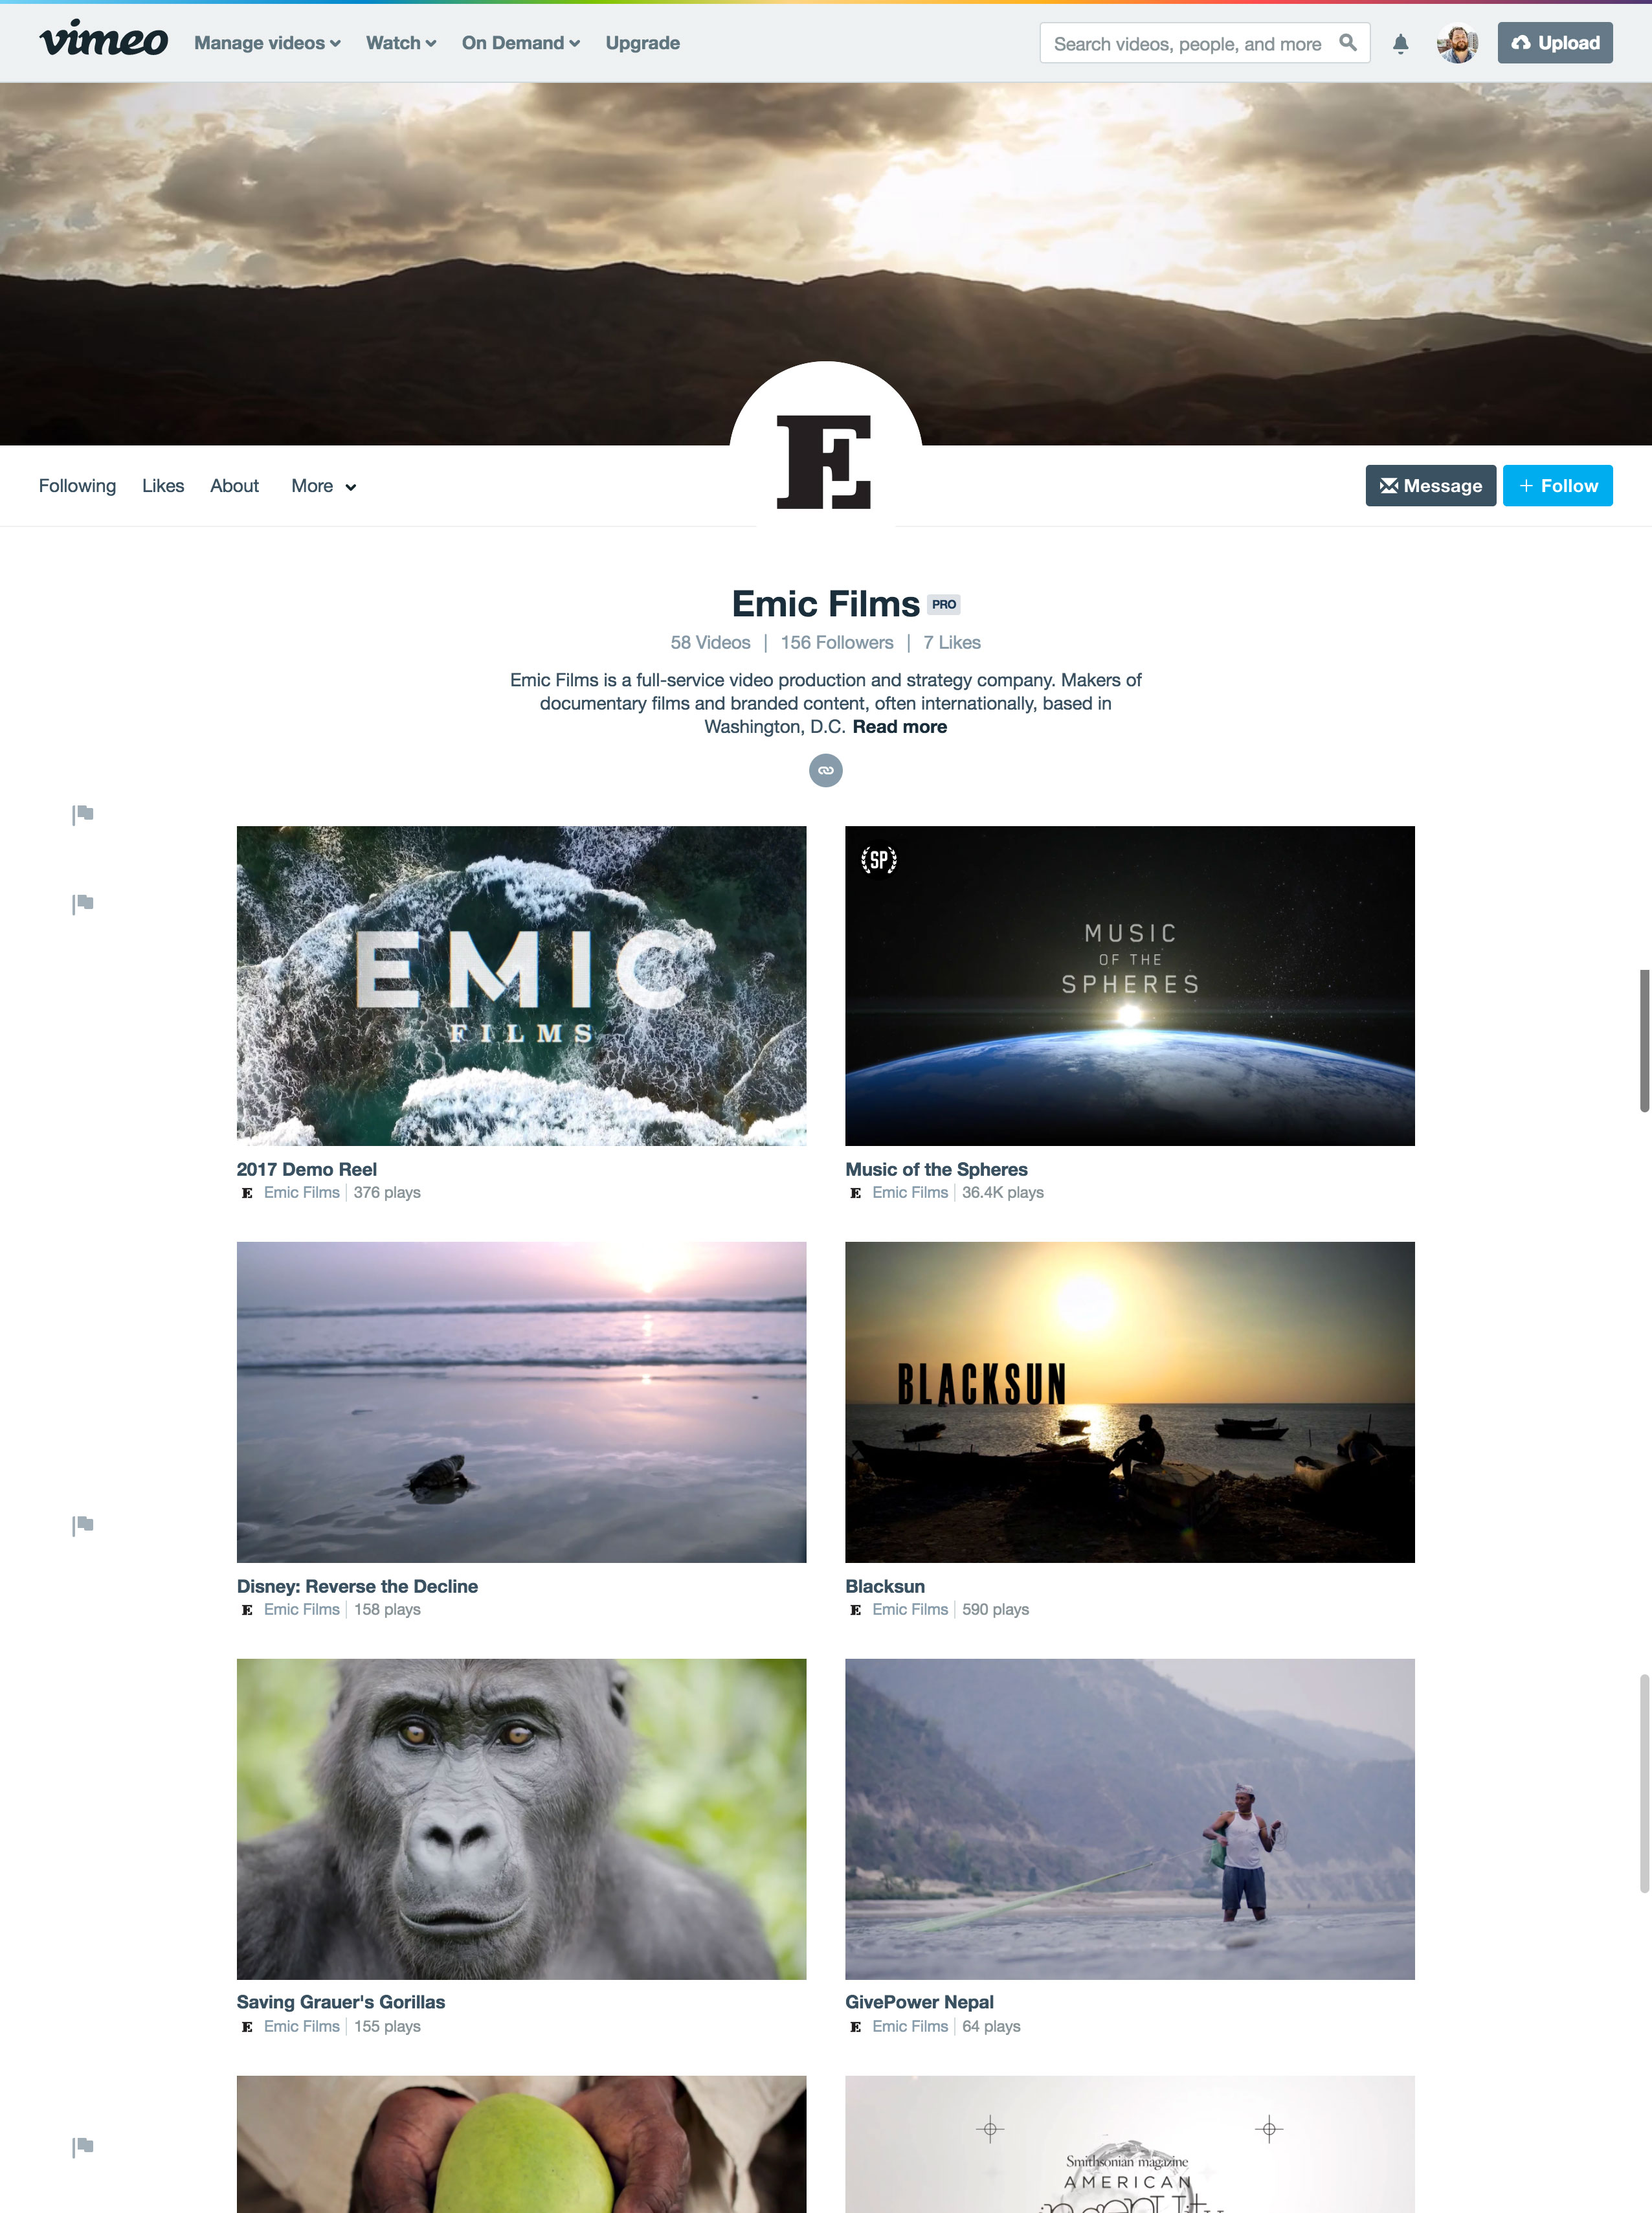 vimeo Manage videos Watch On Demand Upgrade Search videos, people, and more Upload
Following Likes About More E Message + Follow
Emic Films PRO
58 Videos | 156 Followers | 7 Likes
Emic Films is a full-service video production and strategy company. Makers of
documentary films and branded content, often internationally, based in
Washington, D.C. Read more
EMIC
FILMS
SP
MUSIC
OF THE
SPHERES
2017 Demo Reel
E Emic Films | 376 plays
Music of the Spheres
E Emic Films | 36.4K plays
BLACKSUN
Disney: Reverse the Decline
E Emic Films | 158 plays
Blacksun
E Emic Films | 590 plays
Saving Grauer's Gorillas
E Emic Films | 155 plays
GivePower Nepal
E Emic Films | 64 plays
Smithsonian magazine
AMERICAN